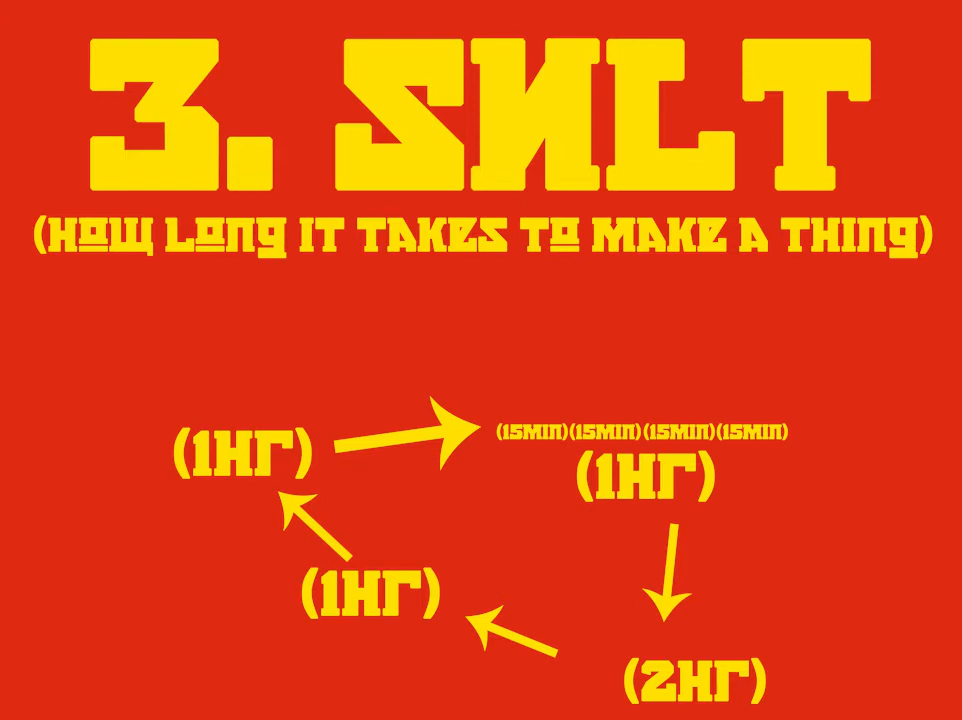 3. SNLT
(HOW LONG IT TAKES TO MAKE A THING)
(1Hr)
(15MIN)(15MIN)(15MIN)(15MIN)
(1Hr)
(1Hr)
(2Hr)